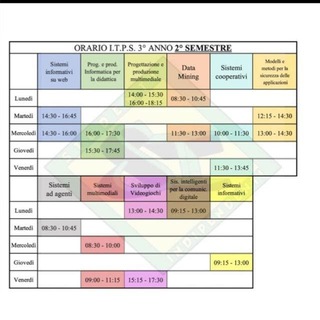 ORARIO I.T.P.S. 3° ANNO 2° SEMESTRE
Sistemi informativi su web
Prog. e prod. Informatica per la didattica
Progettazione e produzione multimediale
Data Mining
Sistemi cooperativi
Modelli e metodi per la sicurezza delle applicazioni
Lunedì 14:00 - 15:30 16:00 -18:15 08:30 - 10:45
Martedì 14:30 - 16:45 12:15 - 14:30
Mercoledì 14:30 - 16:00 16:00 - 17:30 11:30 - 13:00 10:00 - 11:30 13:00 - 14:30
Giovedì 15:30 - 17:45
Venerdì 11:30 - 13:45
Sistemi ad agenti
Sistemi multimediali
Sviluppo di Videogiochi
Sis. intelligenti per la comunic. digitale
Sistemi informativi
Lunedì 13:00 - 14:30 09:15 - 13:00
Martedì 08:30 - 10:45
Mercoledì 08:30 - 10:00
Giovedì 09:15 - 13:00
Venerdì 09:00 - 11:15 15:15 - 17:30